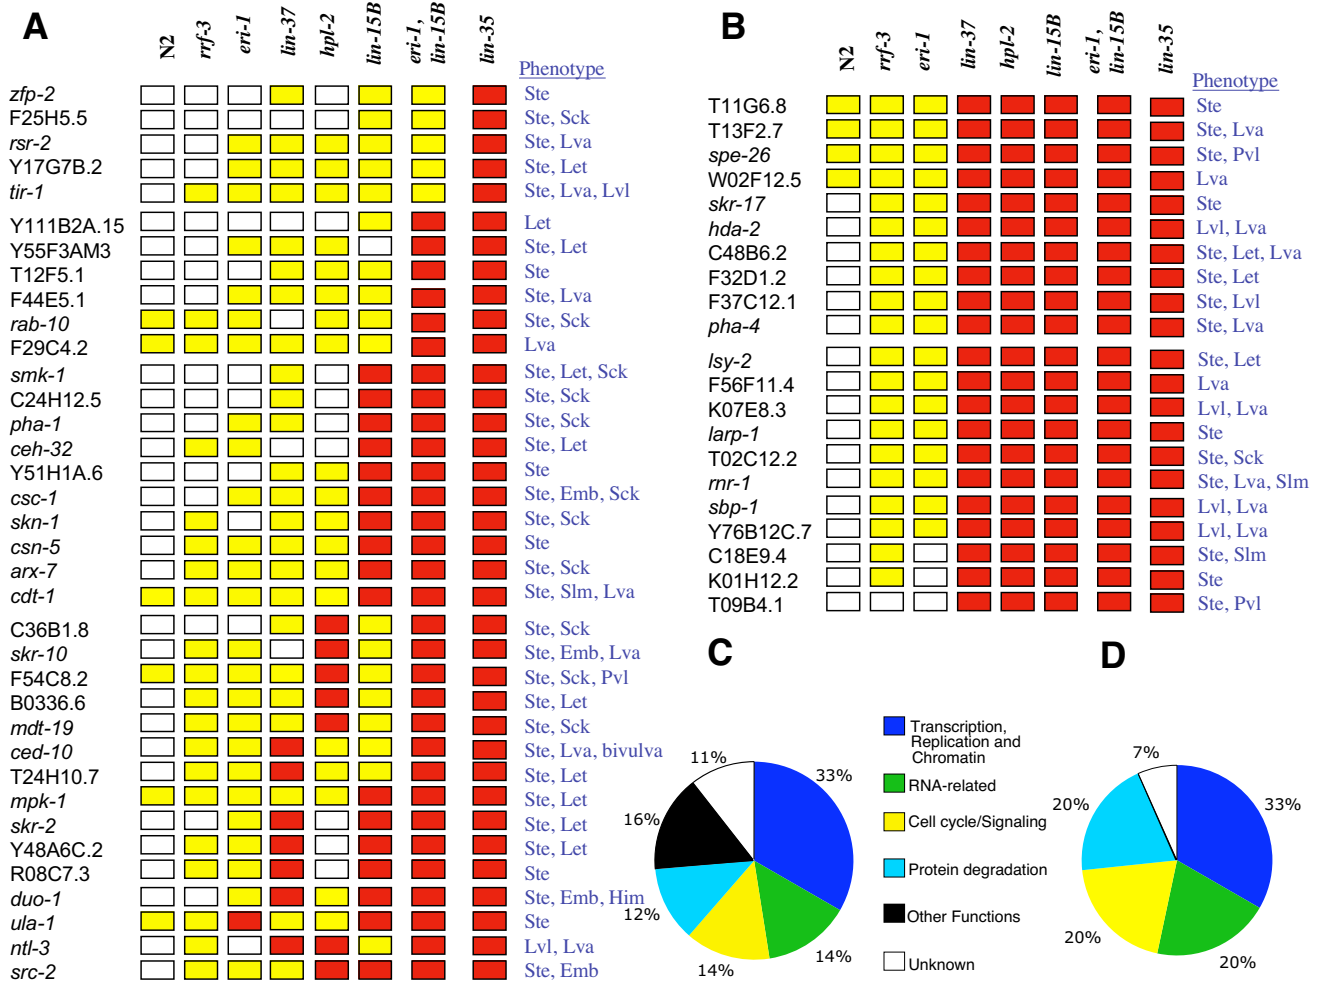 A
N2 rrf-3 eri-1 lin-37 hpl-2 lin-15B eri-1, lin-15B lin-35
Phenotype
zfp-2 Ste
F25H5.5 Ste, Sck
rsr-2 Ste, Lva
Y17G7B.2 Ste, Let
tir-1 Ste, Lva, Lvl
Y111B2A.15 Let
Y55F3AM3 Ste, Let
T12F5.1 Ste
F44E5.1 Ste, Lva
rab-10 Ste, Sck
F29C4.2 Lva
smk-1 Ste, Let, Sck
C24H12.5 Ste, Sck
pha-1 Ste, Sck
ceh-32 Ste, Let
Y51H1A.6 Ste
csc-1 Ste, Emb, Sck
skn-1 Ste, Sck
csn-5 Ste
arx-7 Ste, Sck
cdt-1 Ste, Slm, Lva
C36B1.8 Ste, Sck
skr-10 Ste, Emb, Lva
F54C8.2 Ste, Sck, Pvl
B0336.6 Ste, Let
mdt-19 Ste, Sck
ced-10 Ste, Lva, bivulva
T24H10.7 Ste, Let
mpk-1 Ste, Let
skr-2 Ste, Let
Y48A6C.2 Ste, Let
R08C7.3 Ste
duo-1 Ste, Emb, Him
ula-1 Ste
ntl-3 Lvl, Lva
src-2 Ste, Emb
B
N2 rrf-3 eri-1 lin-37 hpl-2 lin-15B eri-1, lin-15B lin-35
Phenotype
T11G6.8 Ste
T13F2.7 Ste, Lva
spe-26 Ste, Pvl
W02F12.5 Lva
skr-17 Ste
hda-2 Lvl, Lva
C48B6.2 Ste, Let, Lva
F32D1.2 Ste, Let
F37C12.1 Ste, Lvl
pha-4 Ste, Lva
lsy-2 Ste, Let
F56F11.4 Lva
K07E8.3 Lvl, Lva
larp-1 Ste
T02C12.2 Ste, Sck
rnr-1 Ste, Lva, Slm
sbp-1 Lvl, Lva
Y76B12C.7 Lvl, Lva
C18E9.4 Ste, Slm
K01H12.2 Ste
T09B4.1 Ste, Pvl
C
11%
33%
16%
12%
14%
14%
Transcription,
Replication and
Chromatin
RNA-related
Cell cycle/Signaling
Protein degradation
Other Functions
Unknown
D
7%
33%
20%
20%
20%